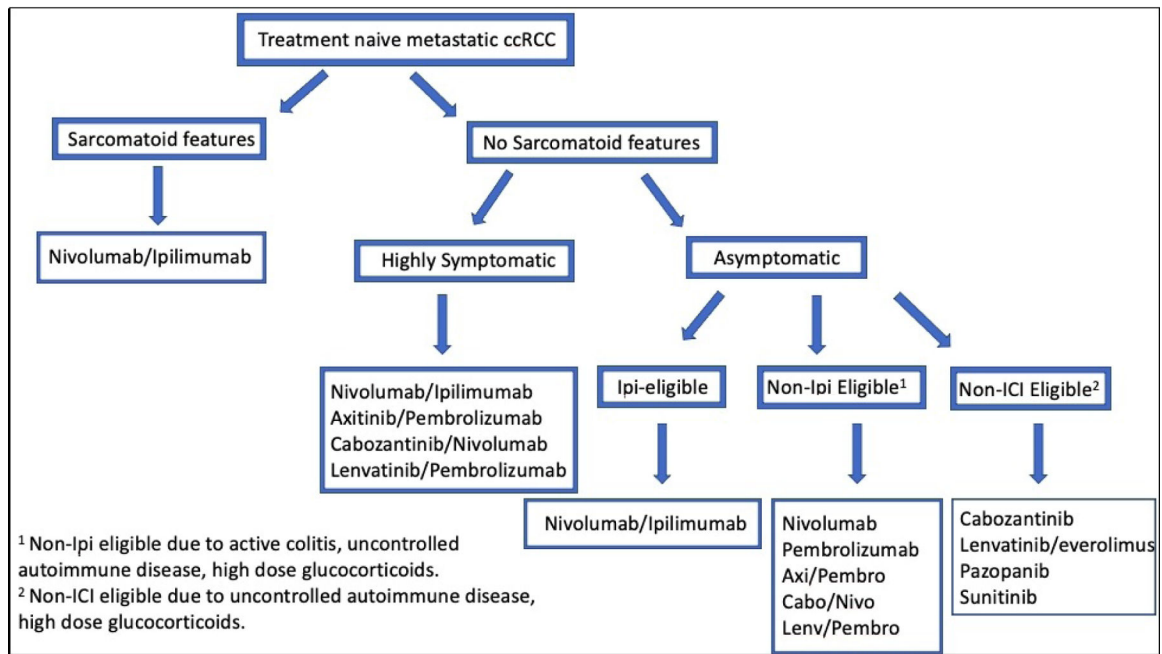 Treatment naive metastatic ccRCC
Sarcomatoid features
No Sarcomatoid features
Nivolumab/Ipilimumab
Highly Symptomatic
Asymptomatic
Nivolumab/Ipilimumab
Axitinib/Pembrolizumab
Cabozantinib/Nivolumab
Lenvatinib/Pembrolizumab
Ipi-eligible
Non-Ipi Eligible¹
Non-ICI Eligible²
Nivolumab/Ipilimumab
Nivolumab
Pembrolizumab
Axi/Pembro
Cabo/Nivo
Lenv/Pembro
Cabozantinib
Lenvatinib/everolimus
Pazopanib
Sunitinib
¹ Non-Ipi eligible due to active colitis, uncontrolled
autoimmune disease, high dose glucocorticoids.
² Non-ICI eligible due to uncontrolled autoimmune disease,
high dose glucocorticoids.